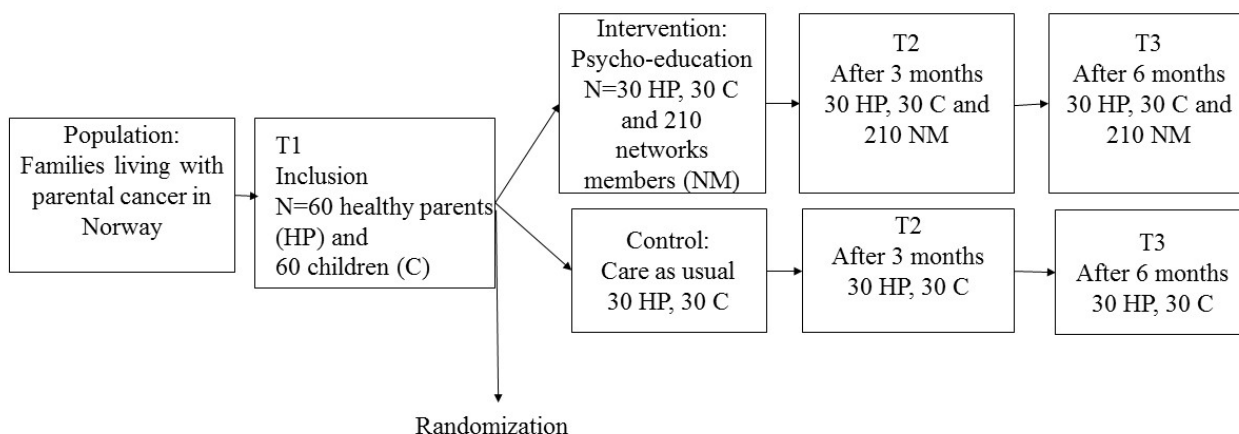 Population:
Families living with
parental cancer in
Norway
T1
Inclusion
N=60 healthy parents
(HP) and
60 children (C)
Randomization
Intervention:
Psycho-education
N=30 HP, 30 C
and 210
networks
members (NM)
T2
After 3 months
30 HP, 30 C and
210 NM
T3
After 6 months
30 HP, 30 C and
210 NM
Control:
Care as usual
30 HP, 30 C
T2
After 3 months
30 HP, 30 C
T3
After 6 months
30 HP, 30 C